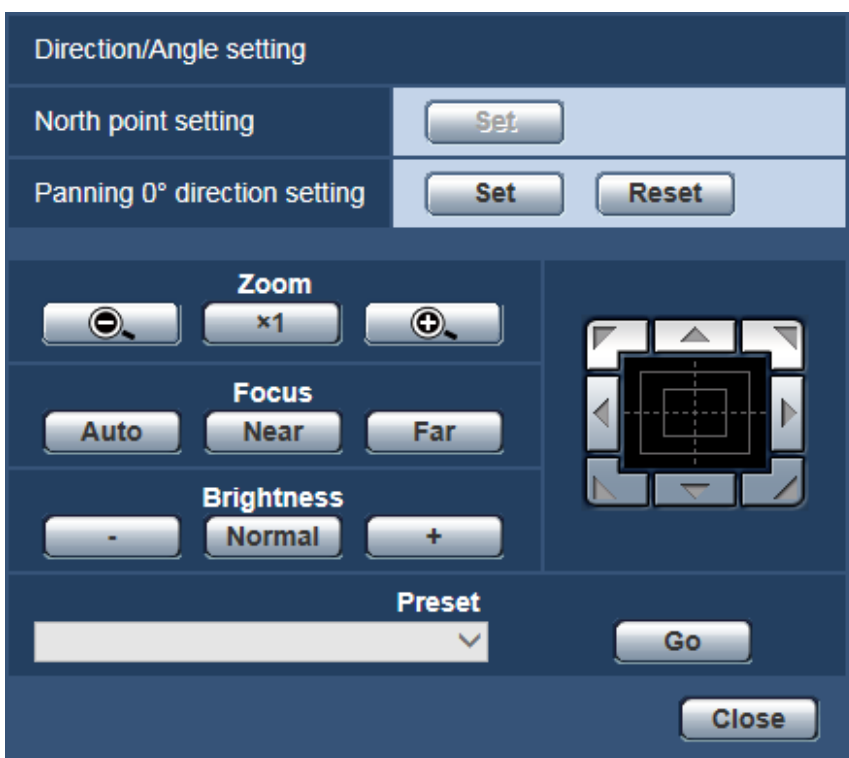 Direction/Angle setting
North point setting Set
Panning 0° direction setting Set Reset
Zoom
×1
Focus
Auto Near Far
Brightness
- Normal +
Preset
Go
Close